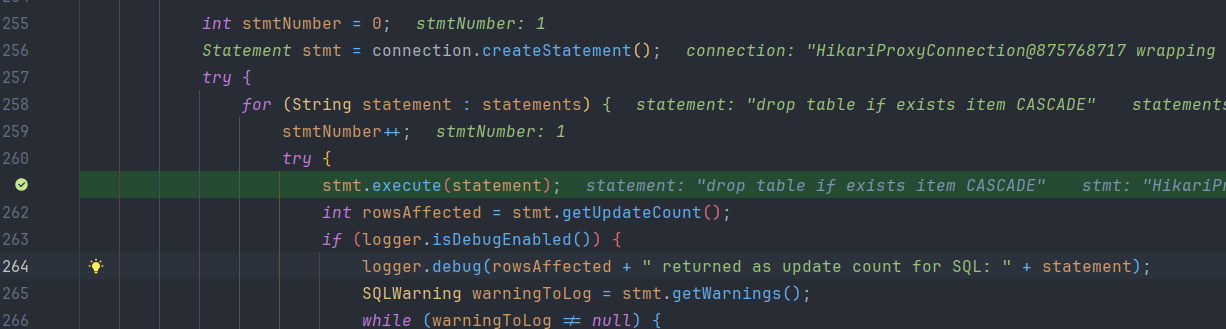 255 int stmtNumber = 0; stmtNumber: 1
256 Statement stmt = connection.createStatement(); connection: "HikariProxyConnection@875768717 wrapping
257 try {
258 for (String statement : statements) { statement: "drop table if exists item CASCADE" statements
259 stmtNumber++; stmtNumber: 1
260 try {
stmt.execute(statement); statement: "drop table if exists item CASCADE" stmt: "HikariPr
262 int rowsAffected = stmt.getUpdateCount();
263 if (logger.isDebugEnabled()) {
264 logger.debug(rowsAffected + " returned as update count for SQL: " + statement);
265 SQLWarning warningToLog = stmt.getWarnings();
266 while (warningToLog != null) {